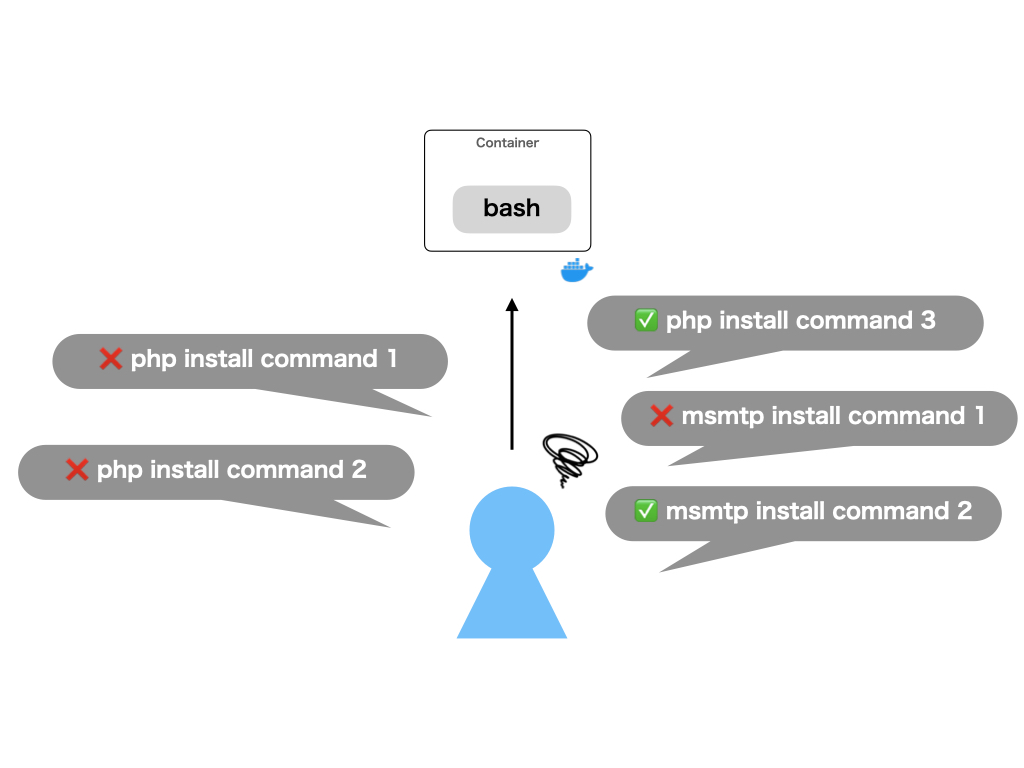 Container
bash
❌ php install command 1
❌ php install command 2
✅ php install command 3
❌ msmtp install command 1
✅ msmtp install command 2